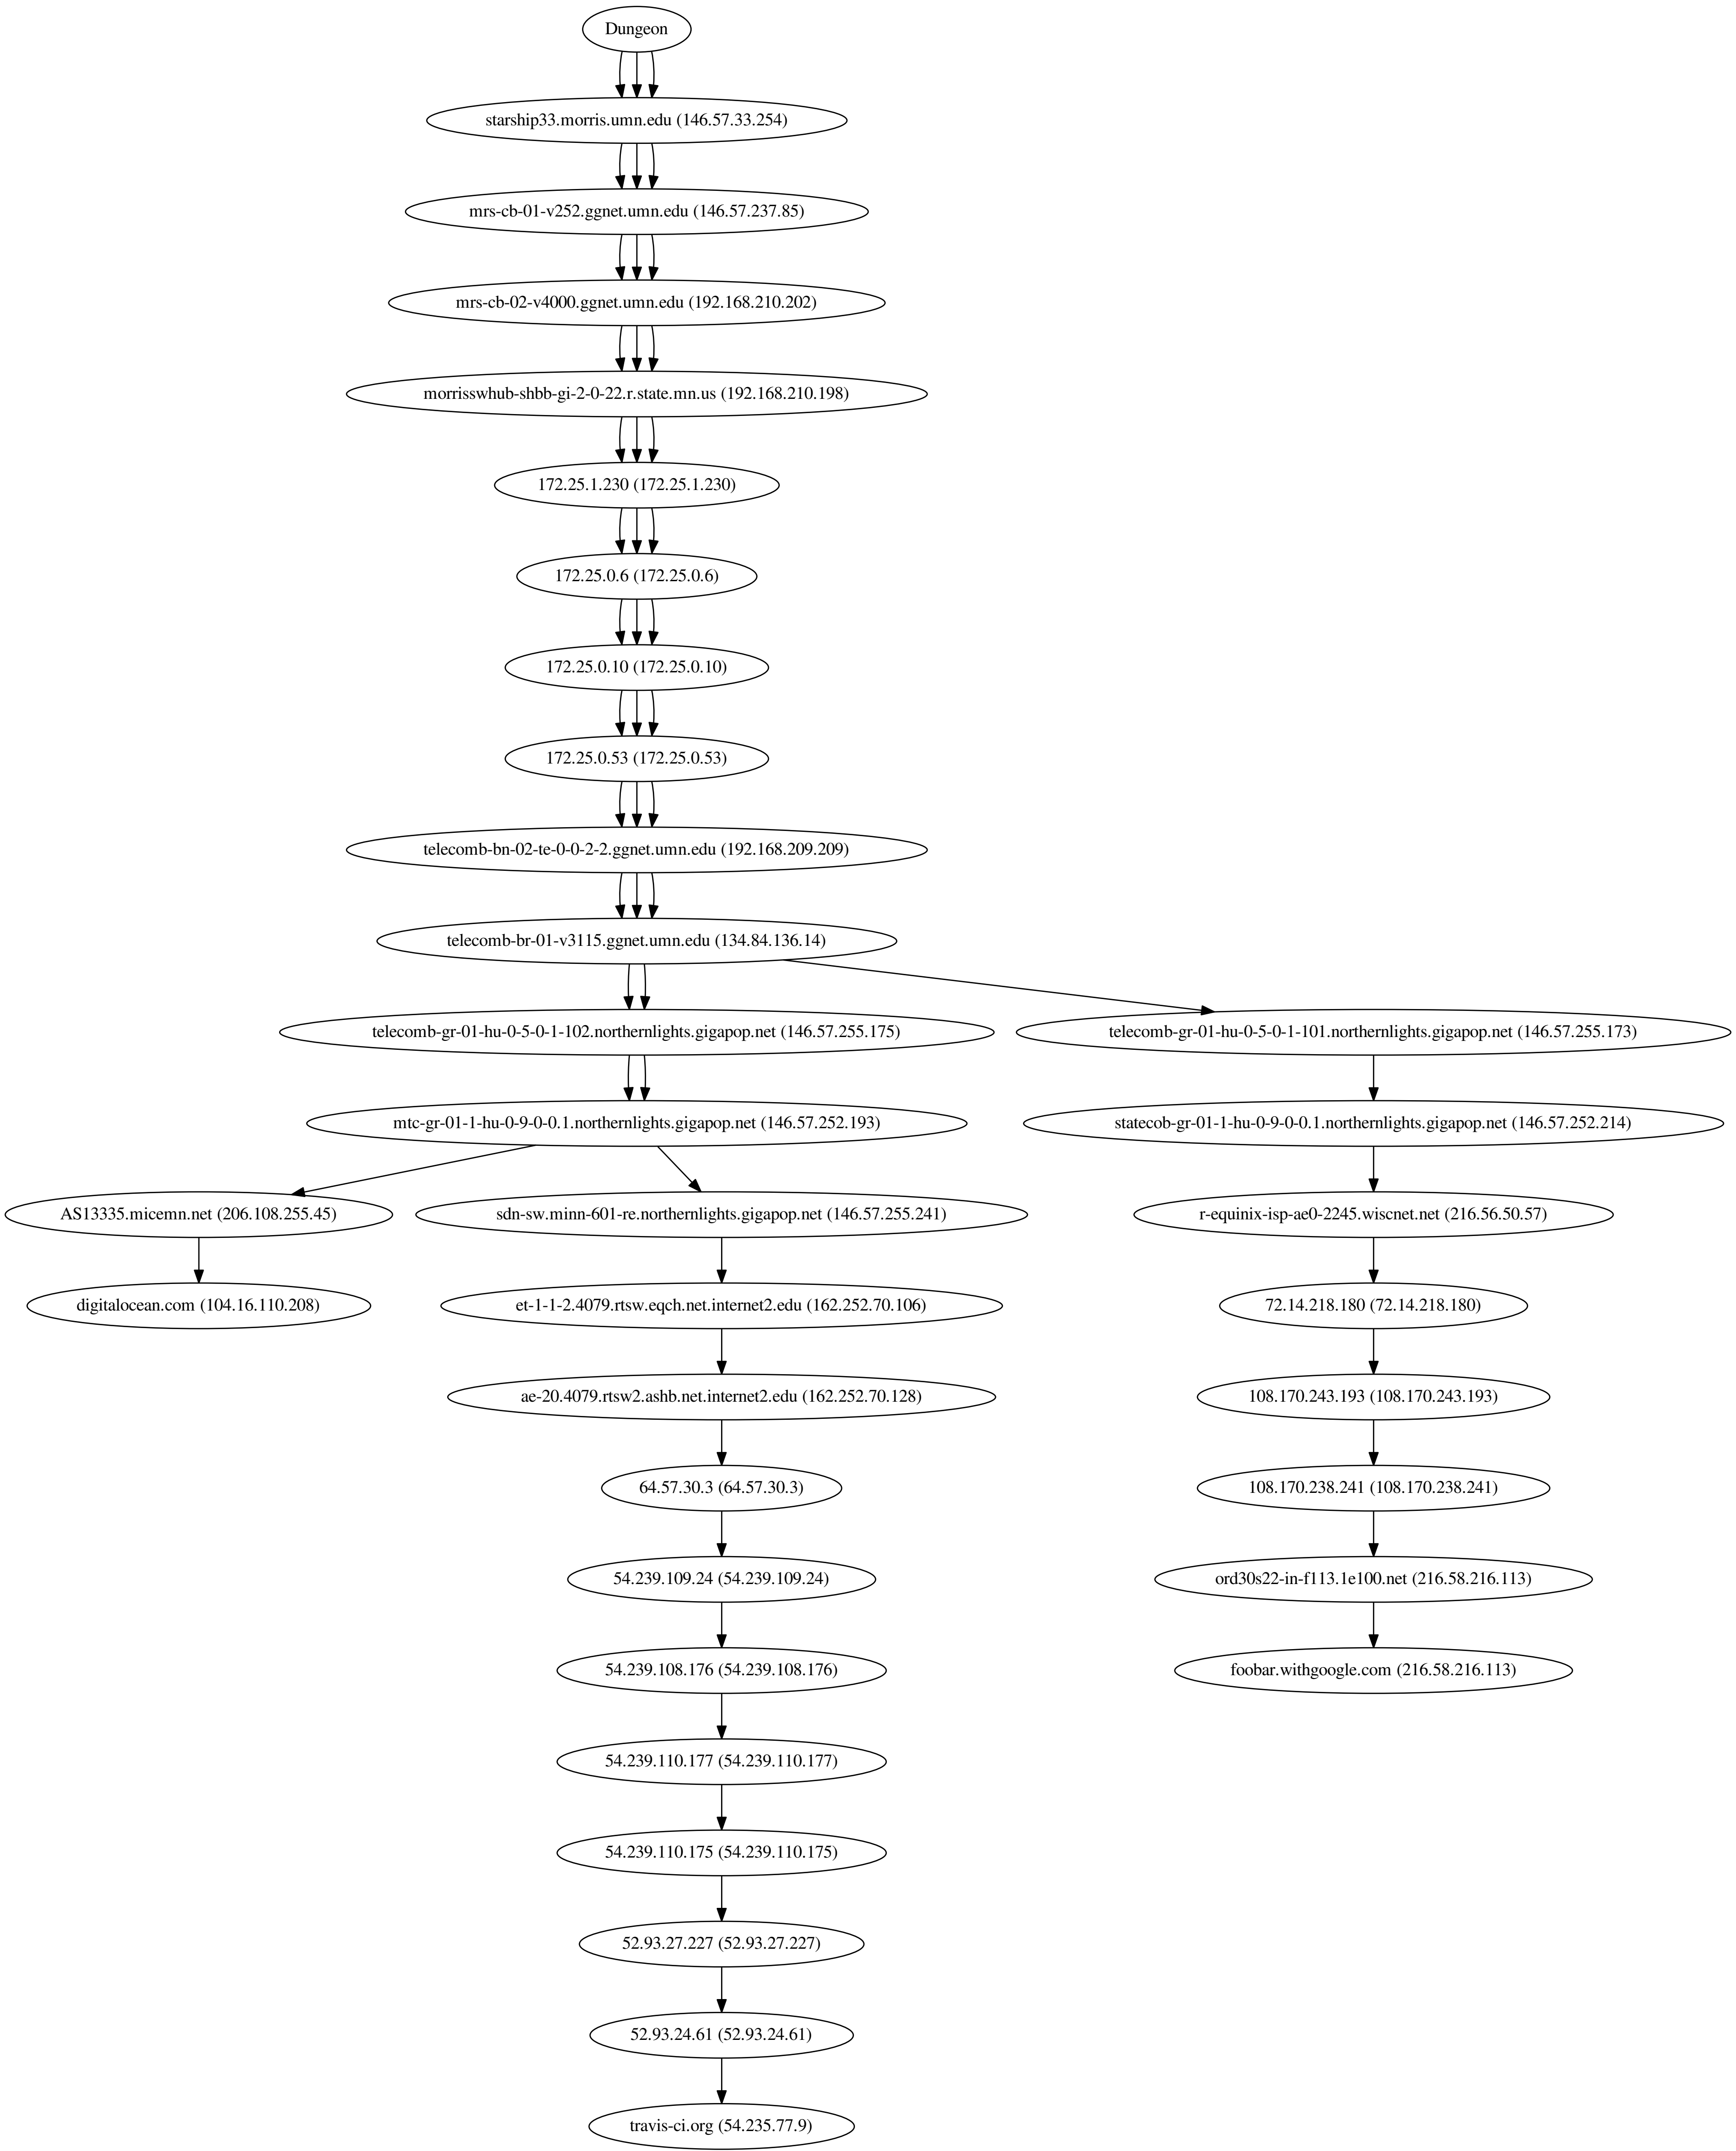 Dungeon
starship33.morris.umn.edu (146.57.33.254)
mrs-cb-01-v252.ggnet.umn.edu (146.57.237.85)
mrs-cb-02-v4000.ggnet.umn.edu (192.168.210.202)
morrisswhub-shbb-gi-2-0-22.r.state.mn.us (192.168.210.198)
172.25.1.230 (172.25.1.230)
172.25.0.6 (172.25.0.6)
172.25.0.10 (172.25.0.10)
172.25.0.53 (172.25.0.53)
telecomb-bn-02-te-0-0-2-2.ggnet.umn.edu (192.168.209.209)
telecomb-br-01-v3115.ggnet.umn.edu (134.84.136.14)
telecomb-gr-01-hu-0-5-0-1-102.northernlights.gigapop.net (146.57.255.175)
telecomb-gr-01-hu-0-5-0-1-101.northernlights.gigapop.net (146.57.255.173)
mtc-gr-01-1-hu-0-9-0-0.1.northernlights.gigapop.net (146.57.252.193)
statecob-gr-01-1-hu-0-9-0-0.1.northernlights.gigapop.net (146.57.252.214)
AS13335.micemn.net (206.108.255.45)
sdn-sw.minn-601-re.northernlights.gigapop.net (146.57.255.241)
r-equinix-isp-ae0-2245.wiscnet.net (216.56.50.57)
digitalocean.com (104.16.110.208)
et-1-1-2.4079.rtsw.eqch.net.internet2.edu (162.252.70.106)
72.14.218.180 (72.14.218.180)
ae-20.4079.rtsw2.ashb.net.internet2.edu (162.252.70.128)
108.170.243.193 (108.170.243.193)
64.57.30.3 (64.57.30.3)
108.170.238.241 (108.170.238.241)
54.239.109.24 (54.239.109.24)
ord30s22-in-f113.1e100.net (216.58.216.113)
54.239.108.176 (54.239.108.176)
foobar.withgoogle.com (216.58.216.113)
54.239.110.177 (54.239.110.177)
54.239.110.175 (54.239.110.175)
52.93.27.227 (52.93.27.227)
52.93.24.61 (52.93.24.61)
travis-ci.org (54.235.77.9)